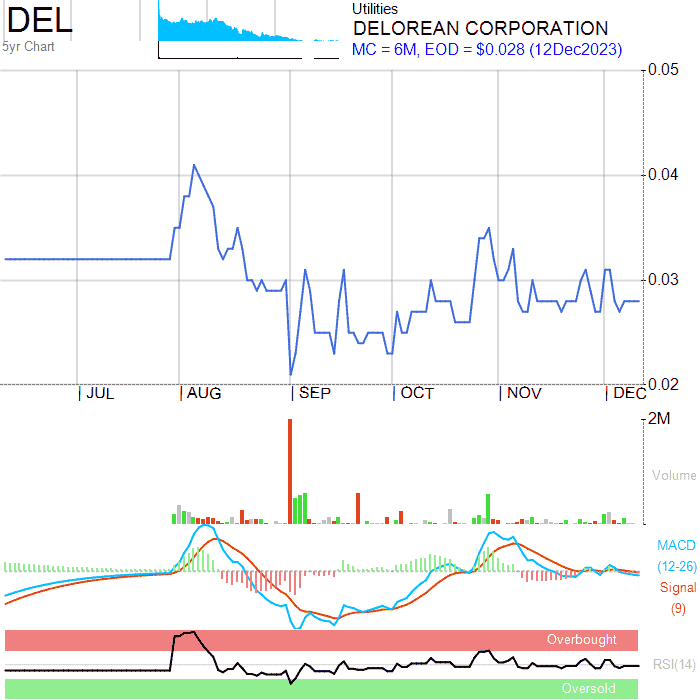 DEL
5yr Chart
Utilities
DELOREAN CORPORATION
MC = 6M, EOD = $0.028 (12Dec2023)
0.05
0.04
0.03
0.02
JUL AUG SEP OCT NOV DEC
2M
Volume
MACD
(12-26)
Signal
(9)
Overbought
RSI(14)
Oversold